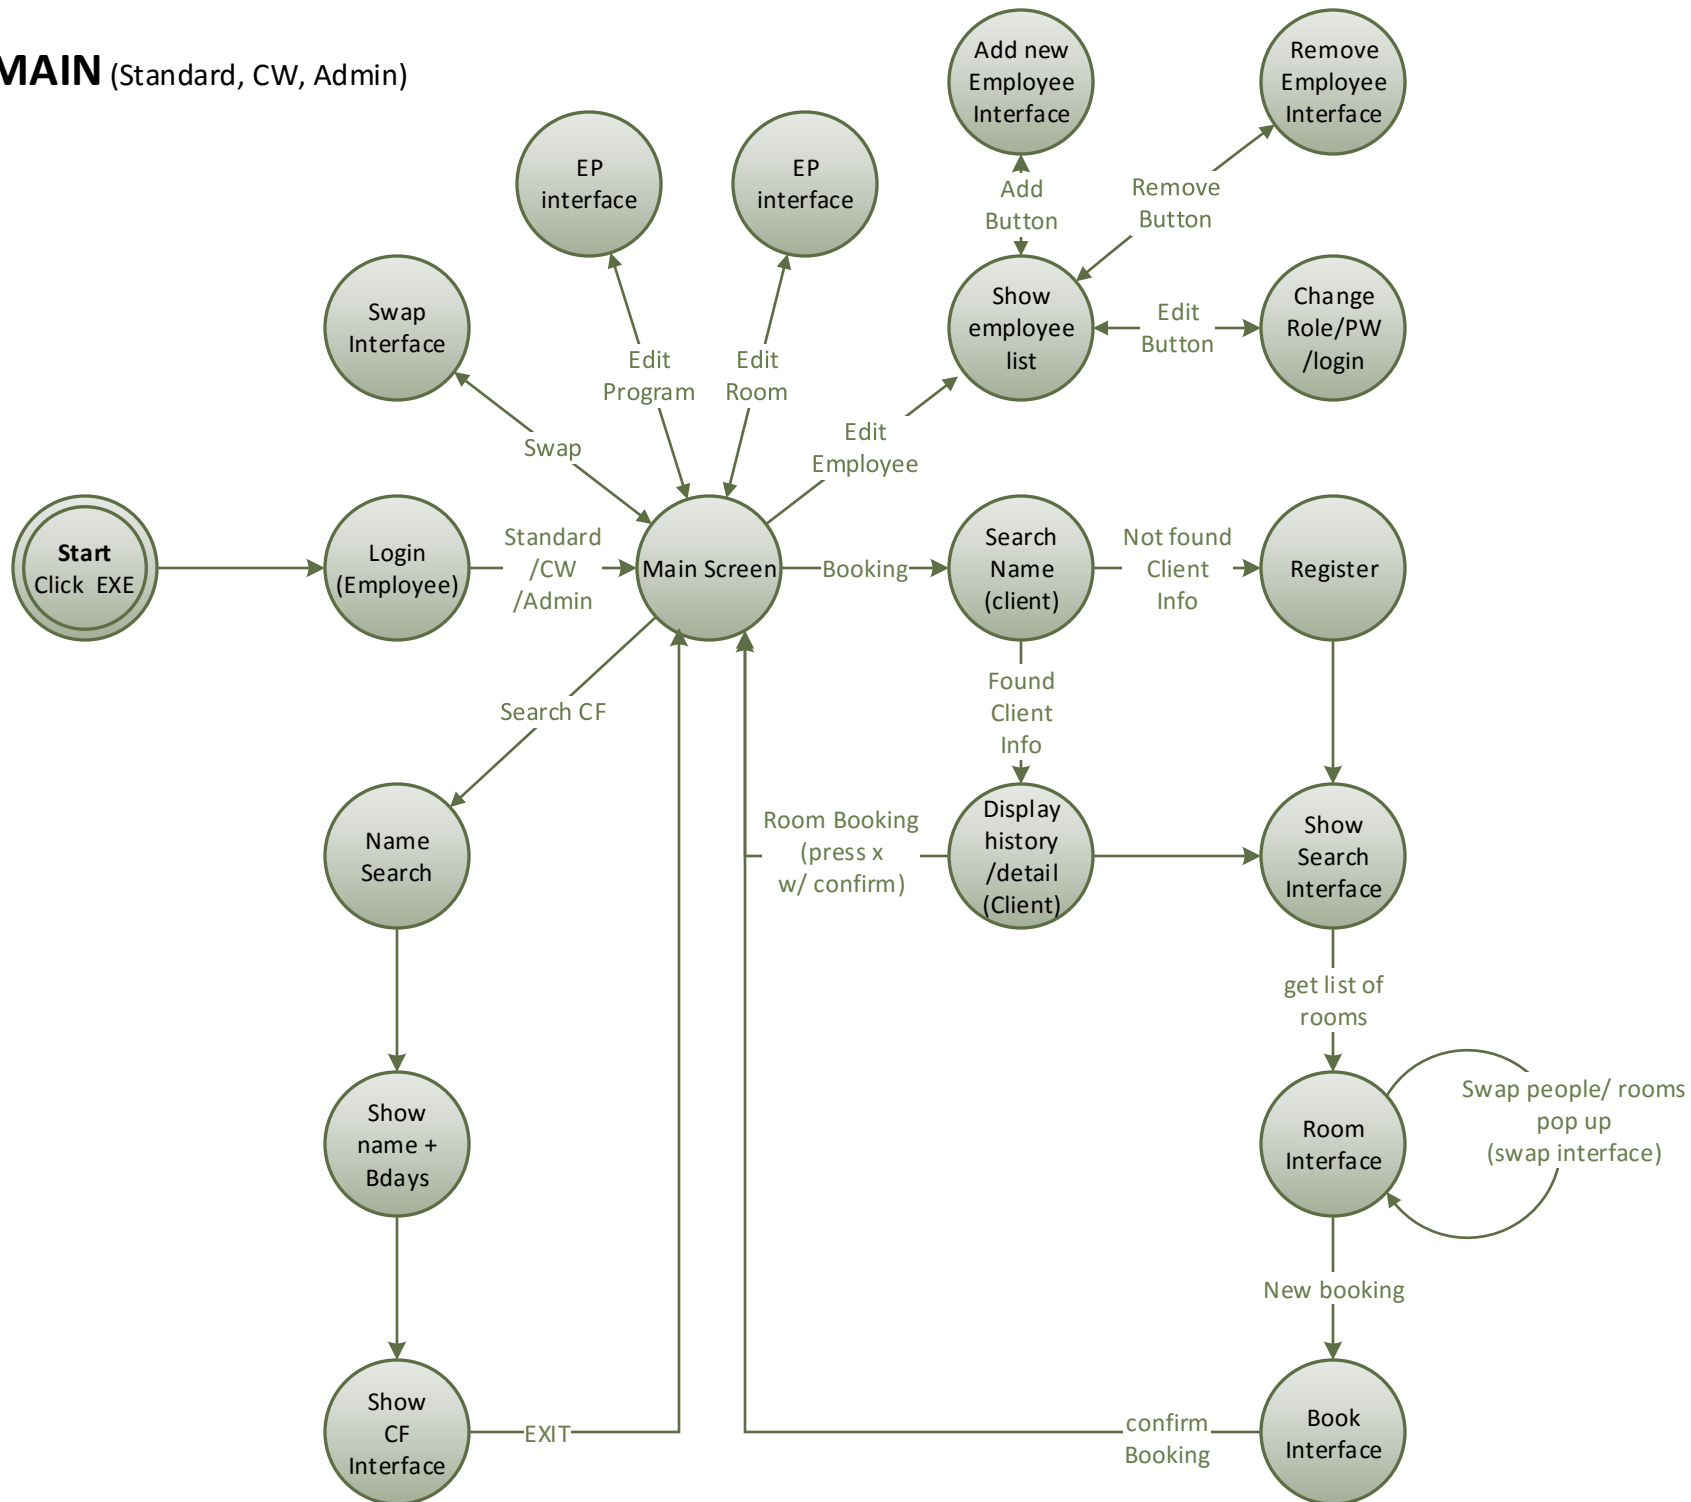 MAIN (Standard, CW, Admin)
Add new
Employee
Interface
Remove
Employee
Interface
EP
interface
EP
interface
Add
Button
Remove
Button
Swap
Interface
Show
employee
list
Edit
Button
Change
Role/PW
/login
Edit
Program
Edit
Room
Swap
Edit
Employee
Start
Click EXE
Login
(Employee)
Standard
/CW
/Admin
Main Screen
Booking
Search
Name
(client)
Not found
Client
Info
Register
Search CF
Found
Client
Info
Name
Search
Room Booking
(press x
w/ confirm)
Display
history
/detail
(Client)
Show
Search
Interface
get list of
rooms
Show
name +
Bdays
Room
Interface
Swap people/ rooms
pop up
(swap interface)
New booking
Show
CF
Interface
EXIT
confirm
Booking
Book
Interface